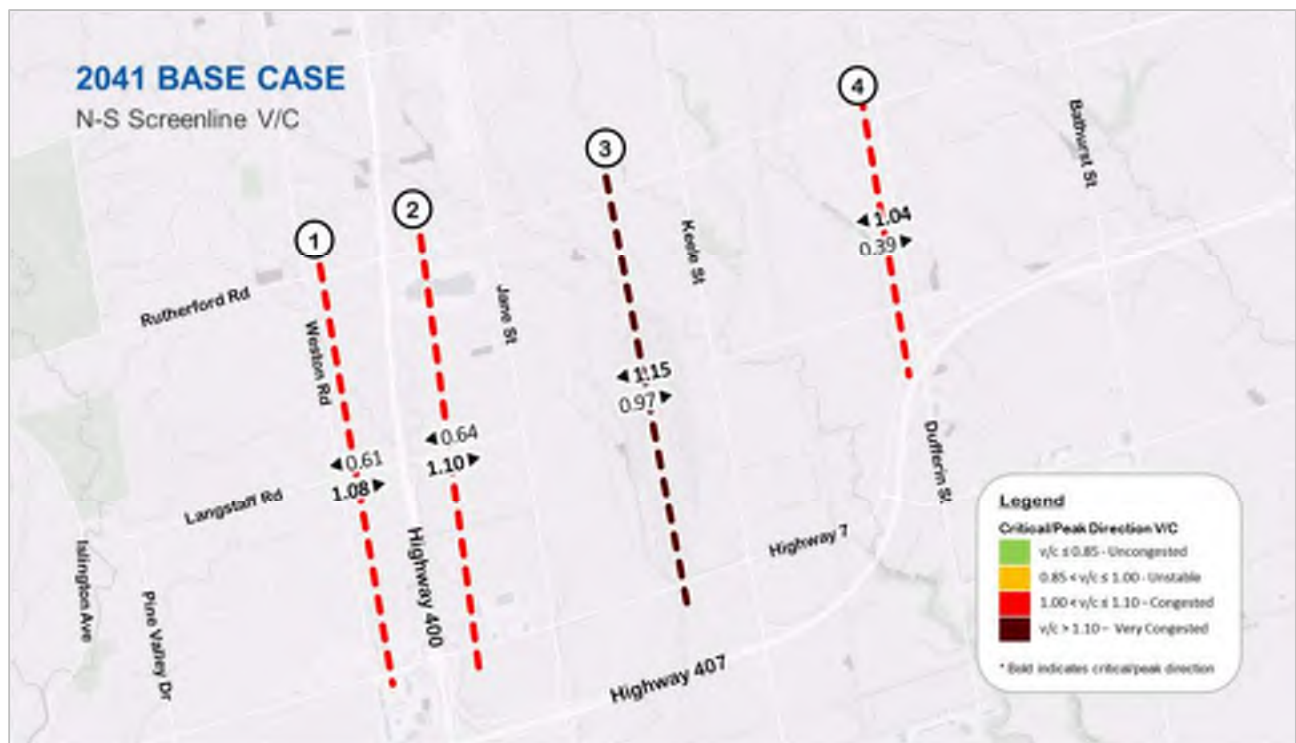 2041 BASE CASE
N-S Screenline V/C
4
Bathurst St
3
2
1
◄1.04
0.39►
Keele St
Rutherford Rd
Jane St
Weston Rd
◄1.15
0.97►
◄0.64
1.10►
◄0.61
1.08►
Langstaff Rd
Dufferin St
Highway 400
Highway 7
Islington Ave
Pine Valley Dr
Highway 407
Legend
Critical/Peak Direction V/C
v/c ≤ 0.85 - Uncongested
0.85 < v/c ≤ 1.00 - Unstable
1.00 < v/c ≤ 1.10 - Congested
v/c > 1.10 – Very Congested
* Bold indicates critical/peak direction